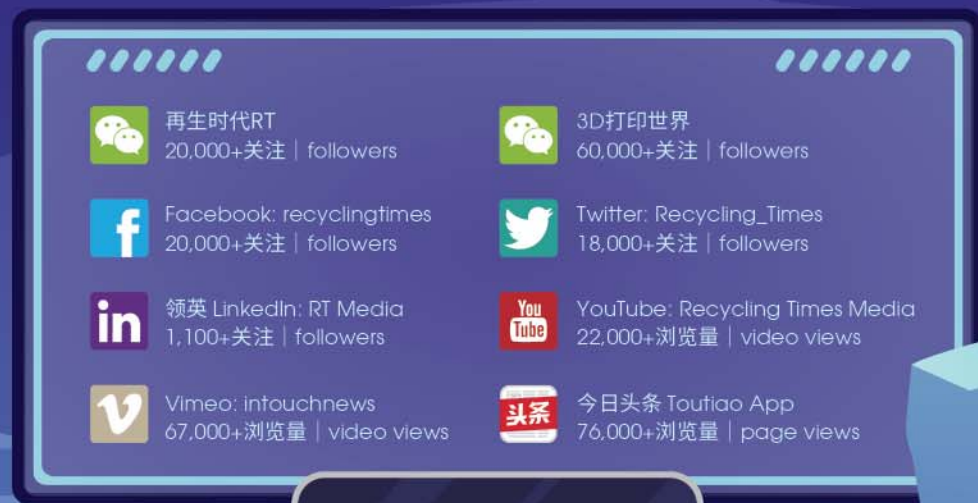 再生时代RT
20,000+关注 | followers
3D打印世界
60,000+关注 | followers
Facebook: recyclingtimes
20,000+关注 | followers
Twitter: Recycling_Times
18,000+关注 | followers
领英 LinkedIn: RT Media
1,100+关注 | followers
You
Tube
YouTube: Recycling Times Media
22,000+浏览量 | video views
Vimeo: intouchnews
67,000+浏览量 | video views
头条
今日头条 Toutiao App
76,000+浏览量 | page views